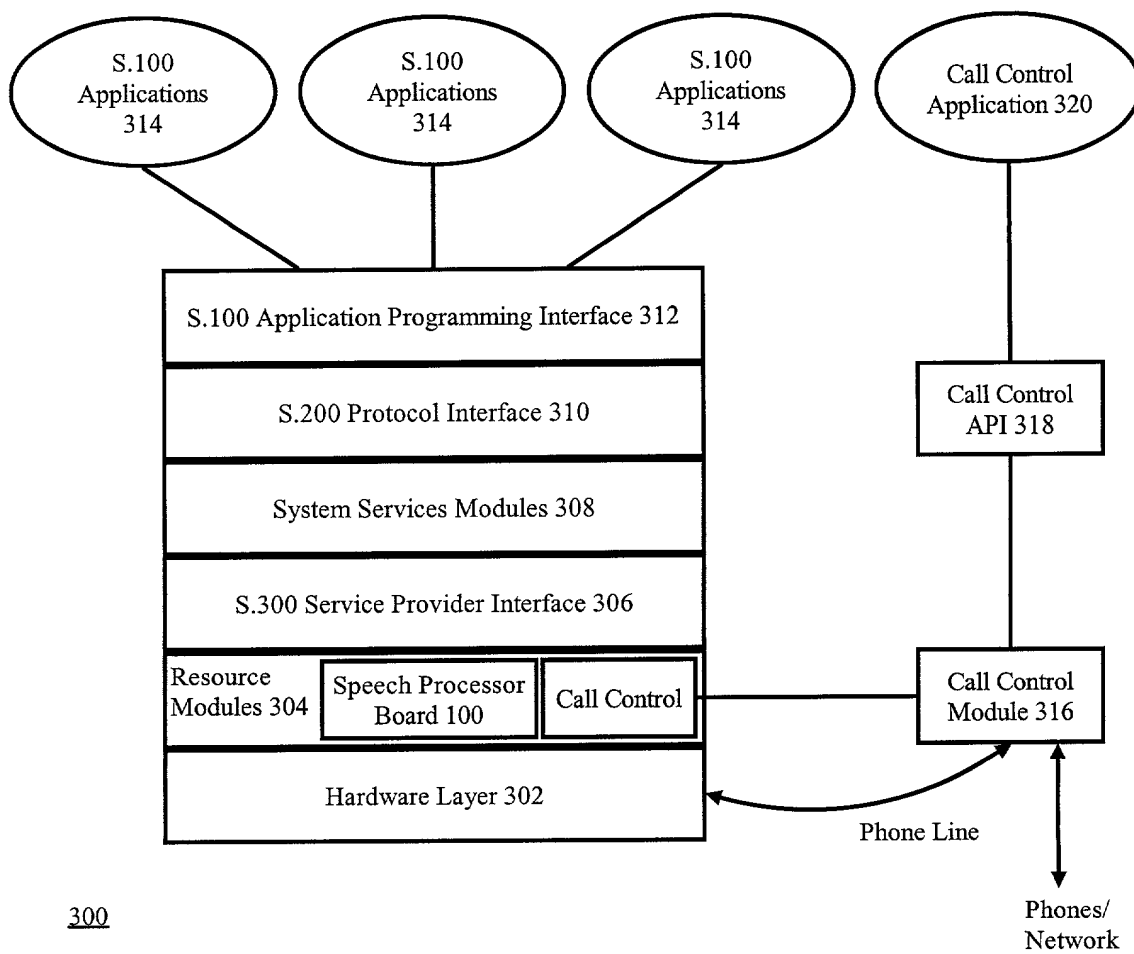 S.100
Applications
314
S.100
Applications
314
S.100
Applications
314
Call Control
Application 320
S.100 Application Programming Interface 312
S.200 Protocol Interface 310
Call Control
API 318
System Services Modules 308
S.300 Service Provider Interface 306
Resource
Modules 304
Speech Processor
Board 100
Call Control
Call Control
Module 316
Hardware Layer 302
Phone Line
300
Phones/
Network